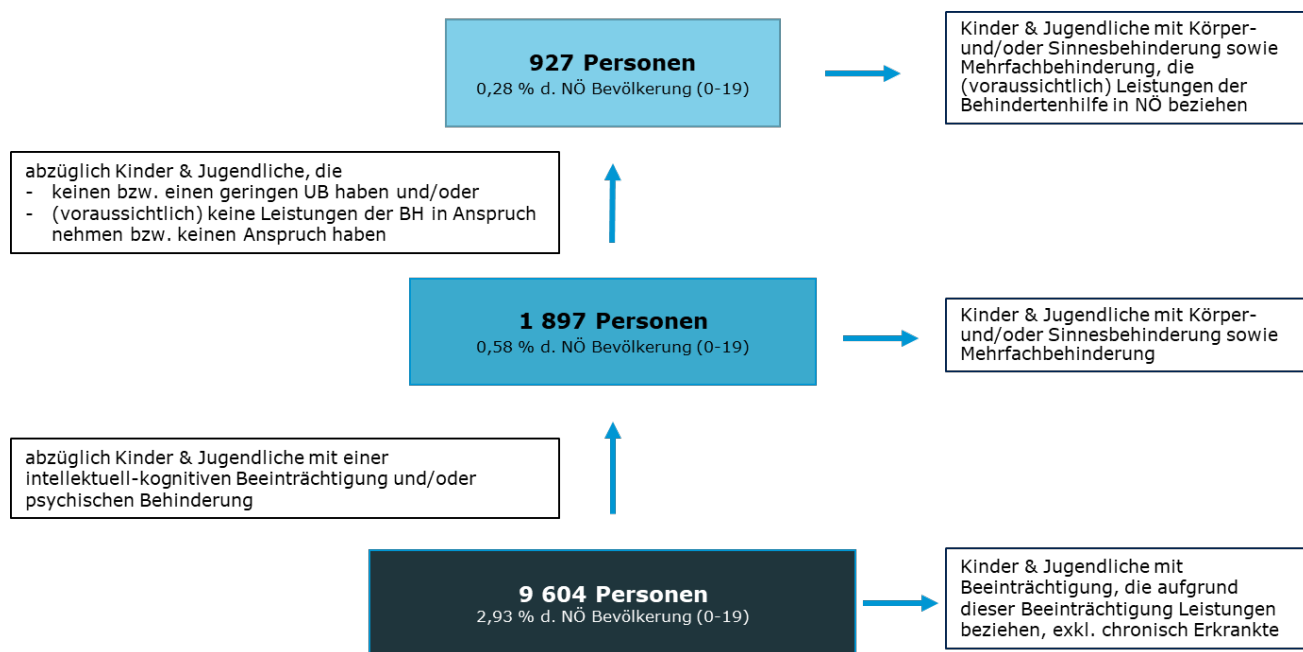 927 Personen
0,28 % d. NÖ Bevölkerung (0-19)
Kinder & Jugendliche mit Körper-
und/oder Sinnesbehinderung sowie
Mehrfachbehinderung, die
(voraussichtlich) Leistungen der
Behindertenhilfe in NÖ beziehen
abzüglich Kinder & Jugendliche, die
- keinen bzw. einen geringen UB haben und/oder
- (voraussichtlich) keine Leistungen der BH in Anspruch
nehmen bzw. keinen Anspruch haben
1 897 Personen
0,58 % d. NÖ Bevölkerung (0-19)
Kinder & Jugendliche mit Körper-
und/oder Sinnesbehinderung sowie
Mehrfachbehinderung
abzüglich Kinder & Jugendliche mit einer
intellektuell-kognitiven Beeinträchtigung und/oder
psychischen Behinderung
9 604 Personen
2,93 % d. NÖ Bevölkerung (0-19)
Kinder & Jugendliche mit
Beeinträchtigung, die aufgrund
dieser Beeinträchtigung Leistungen
beziehen, exkl. chronisch Erkrankte